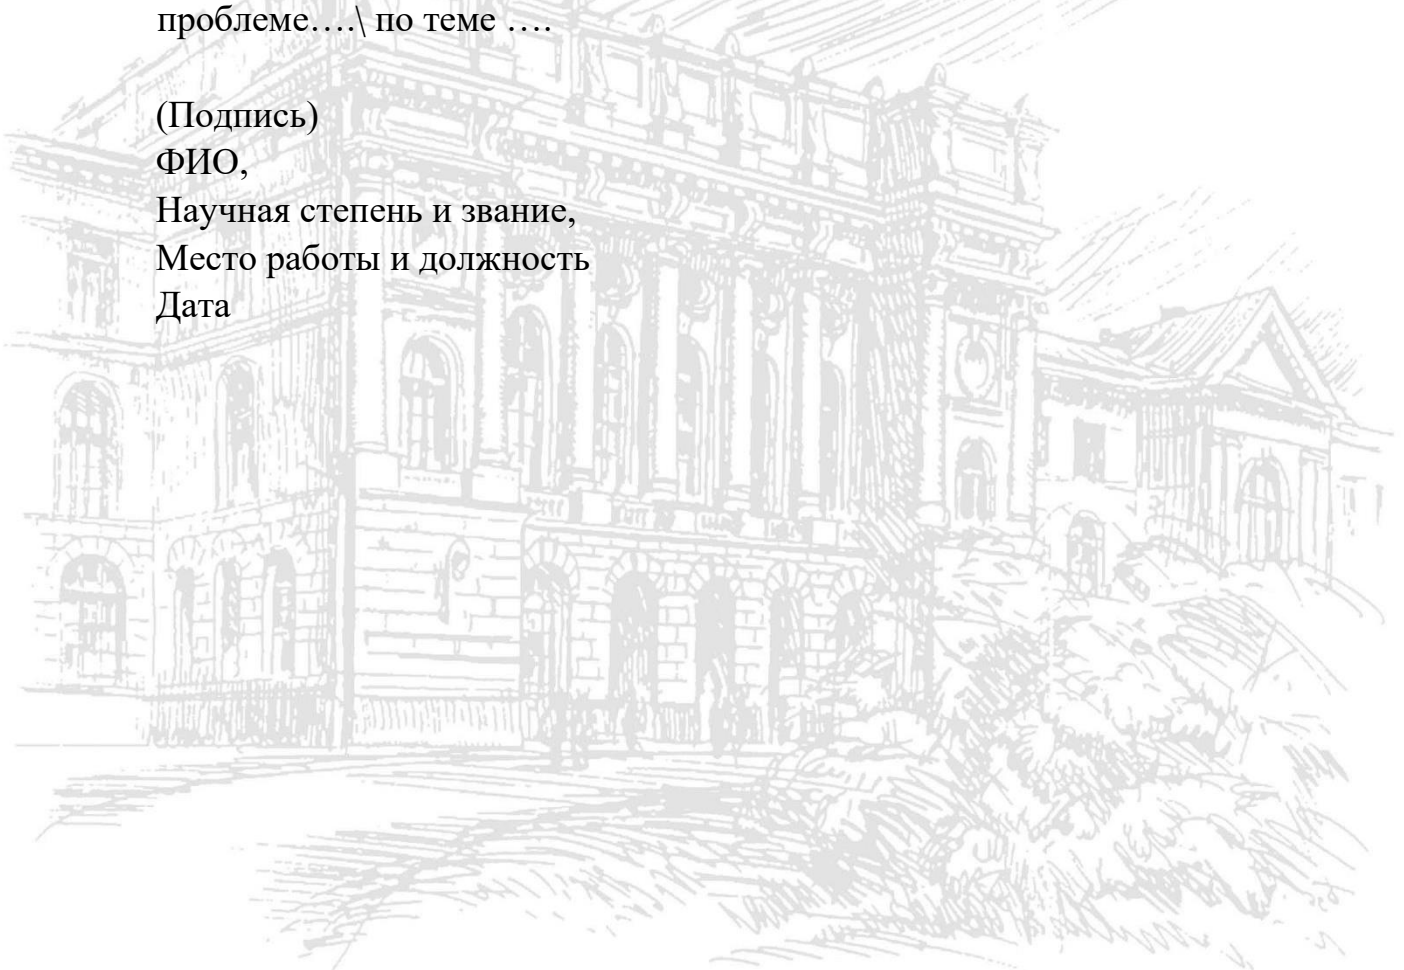 проблеме….\ по теме ….
(Подпись)
ФИО,
Научная степень и звание,
Место работы и должность
Дата